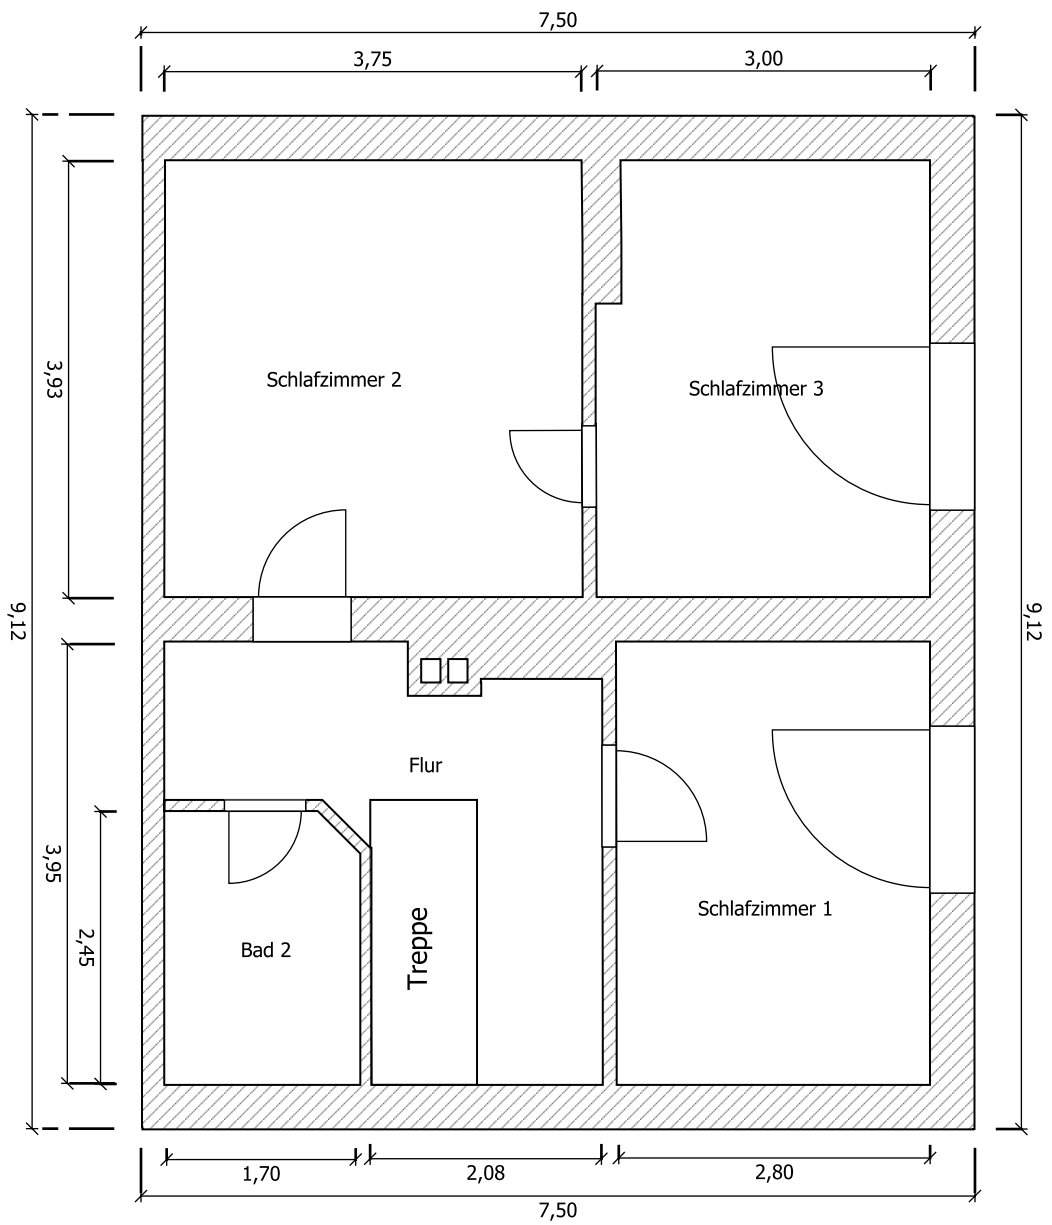 7,50
3,75
3,00
3,93
Schlafzimmer 2
Schlafzimmer 3
9,12
9,12
Flur
3,95
2,45
Bad 2
Treppe
Schlafzimmer 1
1,70
2,08
2,80
7,50